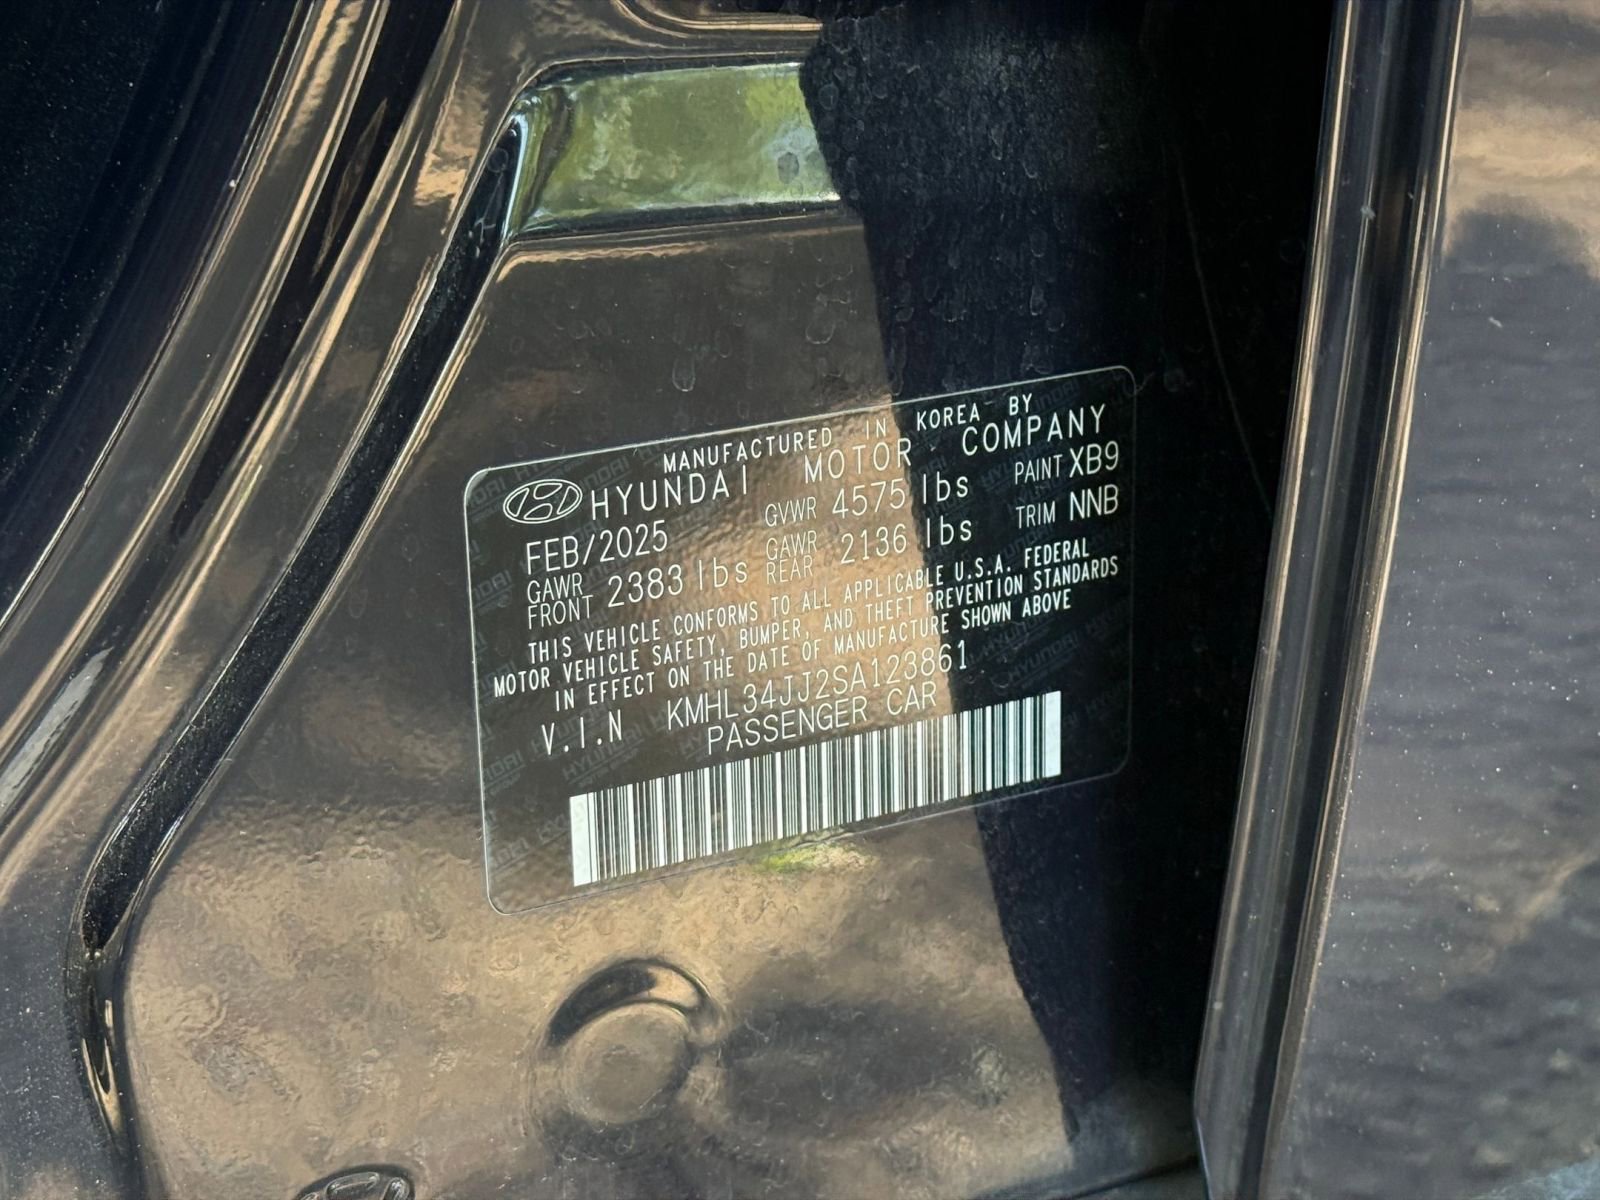 MANUFACTURED IN KOREA BY
HYUNDAI MOTOR COMPANY
FEB/2025 GVWR 4575 lbs PAINT XB9
GAWR FRONT 2383 lbs GAWR REAR 2136 lbs TRIM NNB
THIS VEHICLE CONFORMS TO ALL APPLICABLE U.S.A. FEDERAL
MOTOR VEHICLE SAFETY, BUMPER, AND THEFT PREVENTION STANDARDS
IN EFFECT ON THE DATE OF MANUFACTURE SHOWN ABOVE
V.I.N KMHL34JJ2SA123861
PASSENGER CAR